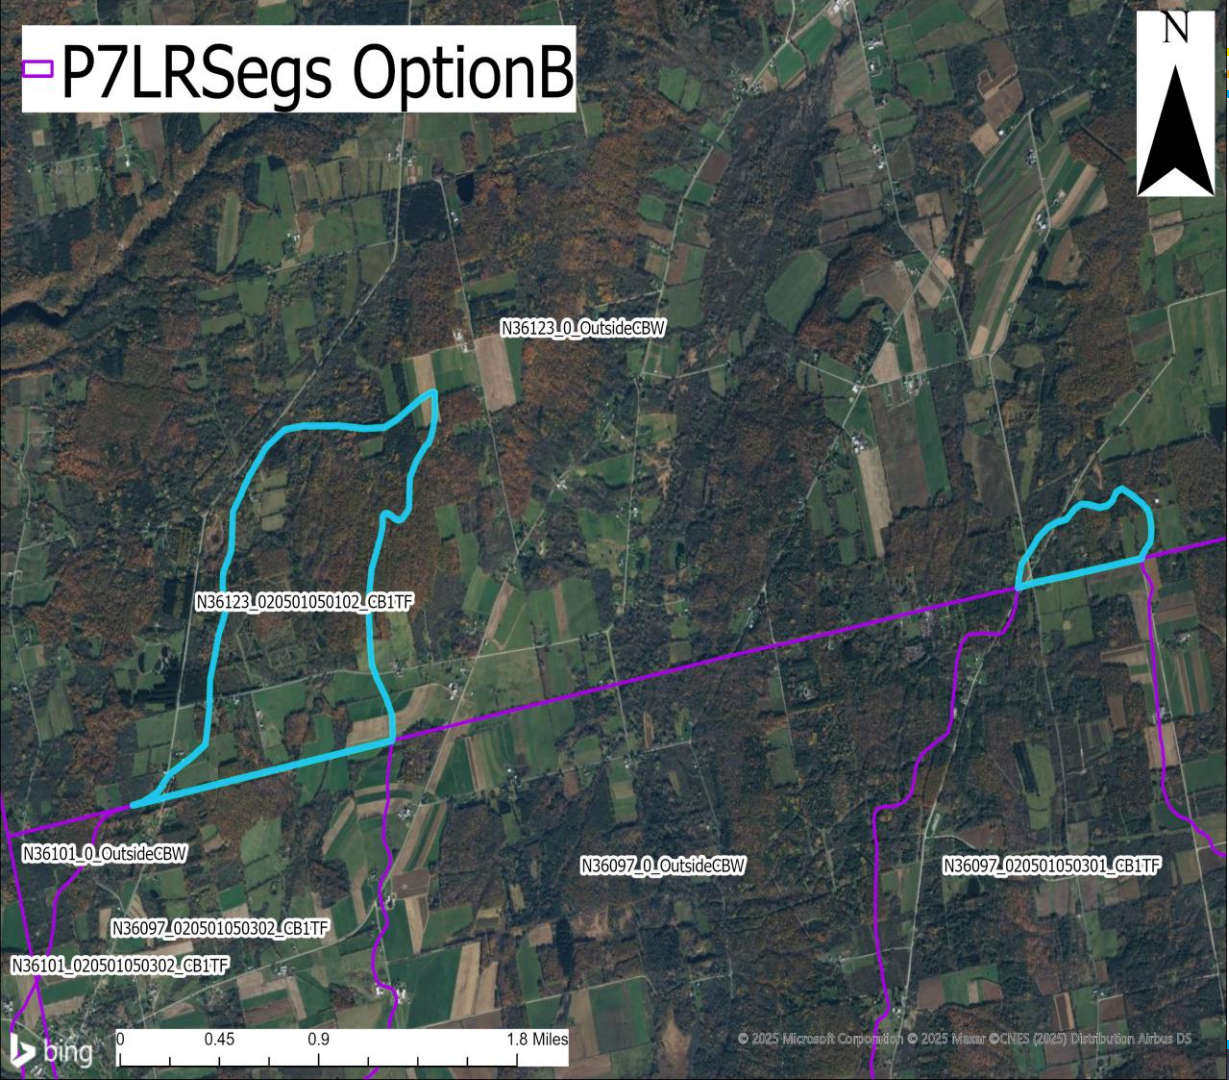 P7LRSegs OptionB
N
N36123_0_OutsideCBW
N36123_020501050102_CB1TF
N36101_0_OutsideCBW
N36097_0_OutsideCBW
N36097_020501050301_CB1TF
N36097_020501050302_CB1TF
N36101_020501050302_CB1TF
0 0.45 0.9 1.8 Miles
© 2025 Microsoft Corporation © 2025 Maxar ©CNES (2025) Distribution Airbus DS
bing